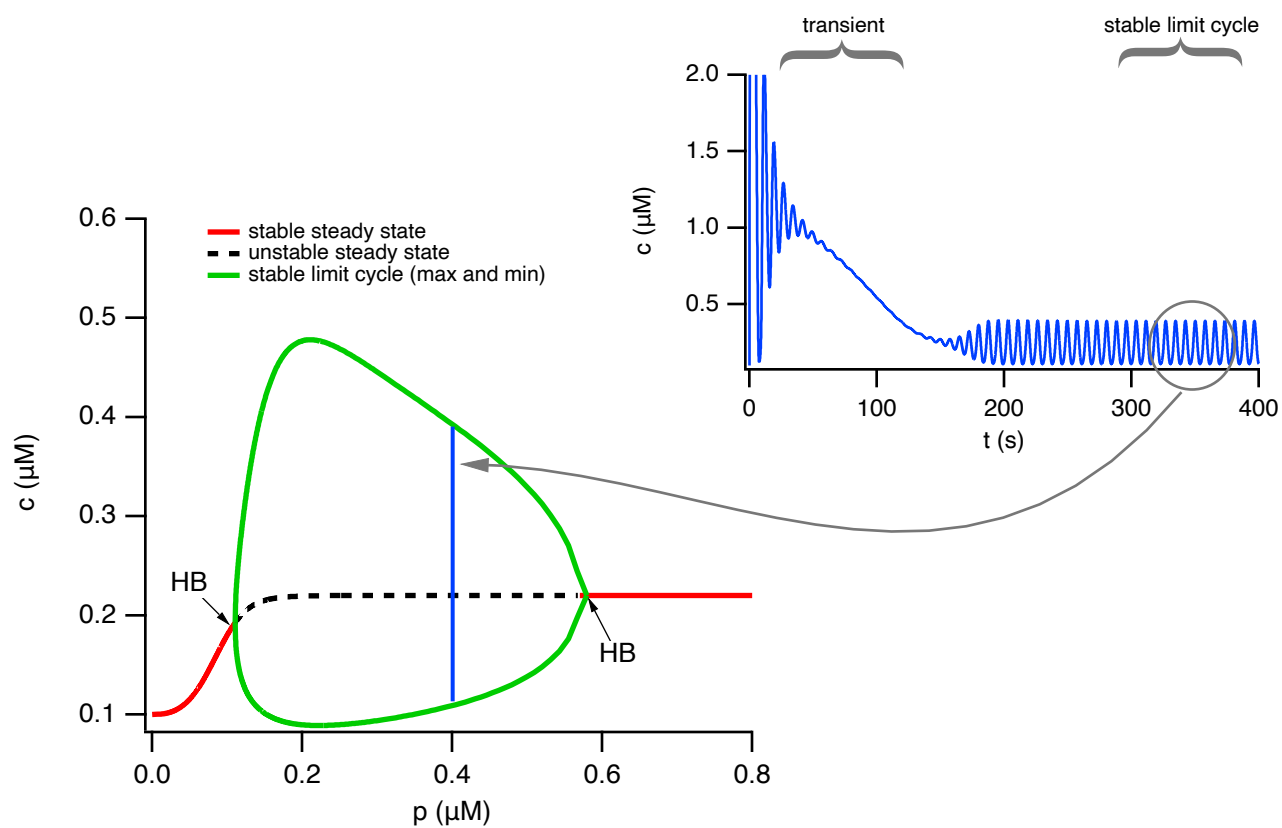 transient
stable limit cycle
2.0
1.5
1.0
0.5
c (µM)
0
100
200
300
400
t (s)
0.6
0.5
0.4
0.3
0.2
0.1
c (µM)
stable steady state
unstable steady state
stable limit cycle (max and min)
HB
HB
0.0
0.2
0.4
0.6
0.8
p (µM)